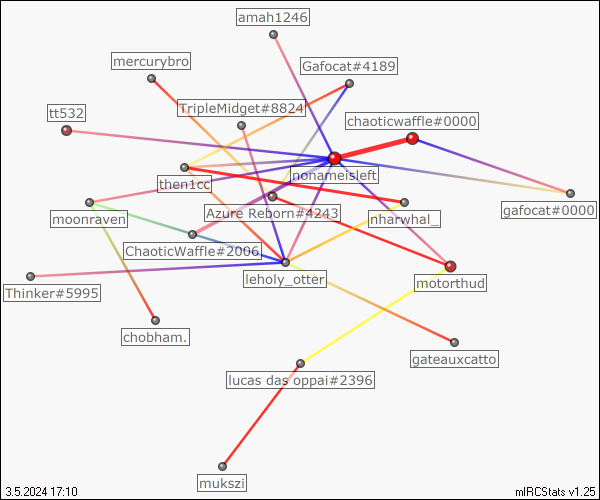 amah1246
mercurybro
Gafocat#4189
tt532
TripleMidget#8824
chaoticwaffle#0000
nonameisleft
then1cc
moonraven
Azure Reborn#4243
nharwhal_
gafocat#0000
ChaoticWaffle#2006
leholy_otter
motorthud
Thinker#5995
chobham.
gateauxcatto
lucas das oppai#2396
mukszi
3.5.2024 17:10
mIRCStats v1.25